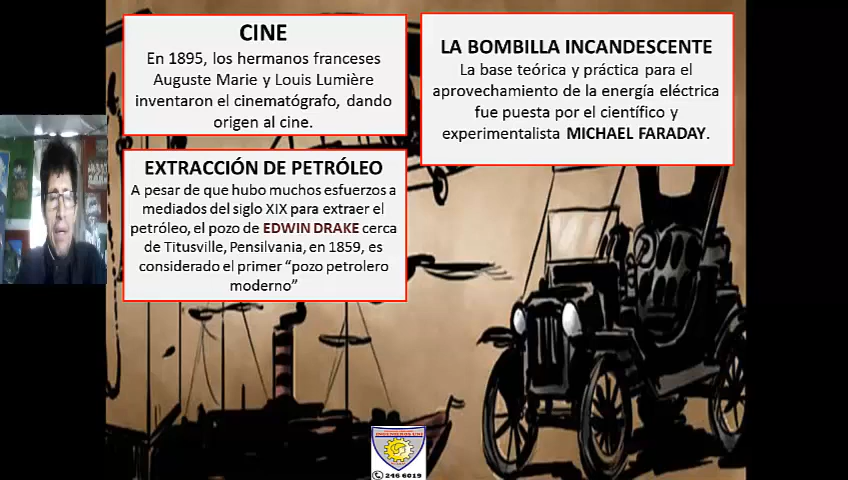 CINE
En 1895, los hermanos franceses
Auguste Marie y Louis Lumière
inventaron el cinematógrafo, dando
origen al cine.
EXTRACCIÓN DE PETRÓLEO
A pesar de que hubo muchos esfuerzos a
mediados del siglo XIX para extraer el
petróleo, el pozo de EDWIN DRAKE cerca
de Titusville, Pensilvania, en 1859, es
considerado el primer “pozo petrolero
moderno”
LA BOMBILLA INCANDESCENTE
La base teórica y práctica para el
aprovechamiento de la energía eléctrica
fue puesta por el científico y
experimentalista MICHAEL FARADAY.
INGENIEROS UNI
246 6019